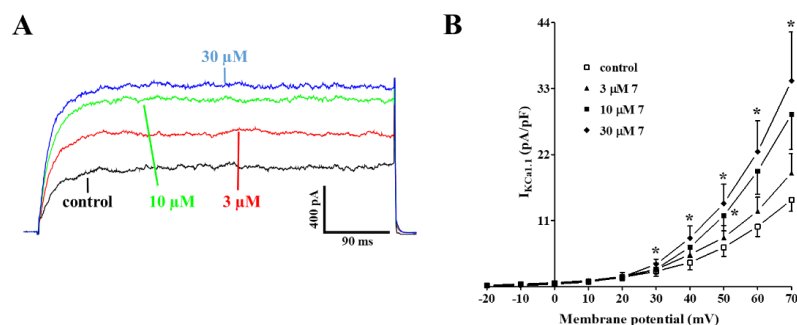 A
30 µM
control
10 µM
3 µM
400 pA
90 ms
B
I_KCa1.1 (pA/pF)
44
33
22
11
control
3 µM 7
10 µM 7
30 µM 7
*
*
*
*
*
*
-20 -10 0 10 20 30 40 50 60 70
Membrane potential (mV)